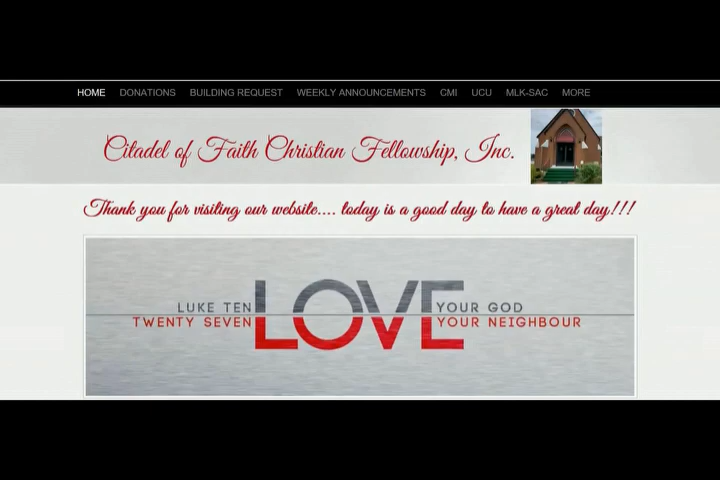 HOME DONATIONS BUILDING REQUEST WEEKLY ANNOUNCEMENTS CMI UCU MLK-SAC MORE
Citadel of Faith Christian Fellowship, Inc.
Thank you for visiting our website.... today is a good day to have a great day!!!
LUKE TEN LOVE YOUR GOD
TWENTY SEVEN YOUR NEIGHBOUR